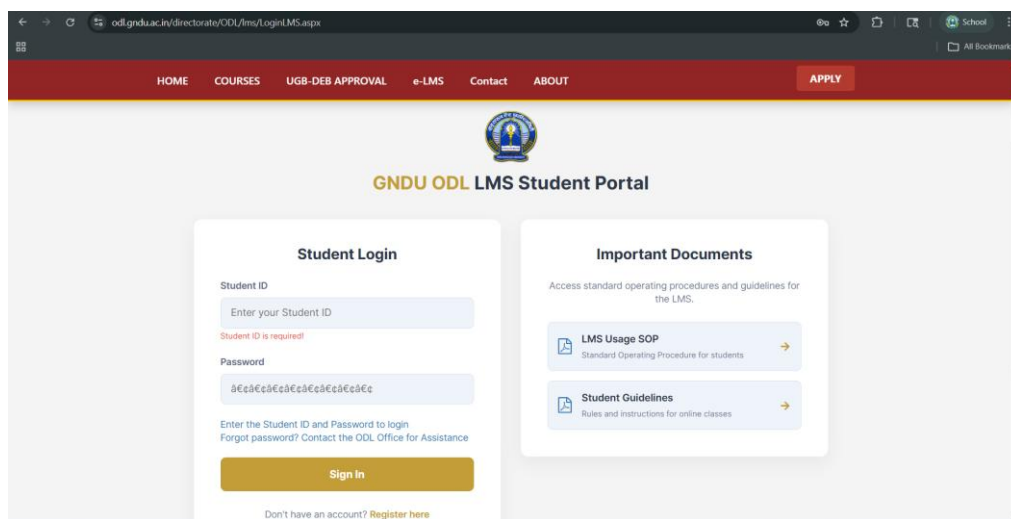 odl.gndu.ac.in/directorate/ODL/lms/LoginLMS.aspx
School
All Bookmark
HOME
COURSES
UGB-DEB APPROVAL
e-LMS
Contact
ABOUT
APPLY
GNDU ODL LMS Student Portal
Student Login
Student ID
Enter your Student ID
Student ID is required!
Password
â€¢â€¢â€¢â€¢â€¢â€¢â€¢â€¢
Enter the Student ID and Password to login
Forgot password? Contact the ODL Office for Assistance
Sign In
Don't have an account? Register here
Important Documents
Access standard operating procedures and guidelines for
the LMS.
LMS Usage SOP
Standard Operating Procedure for students
Student Guidelines
Rules and instructions for online classes